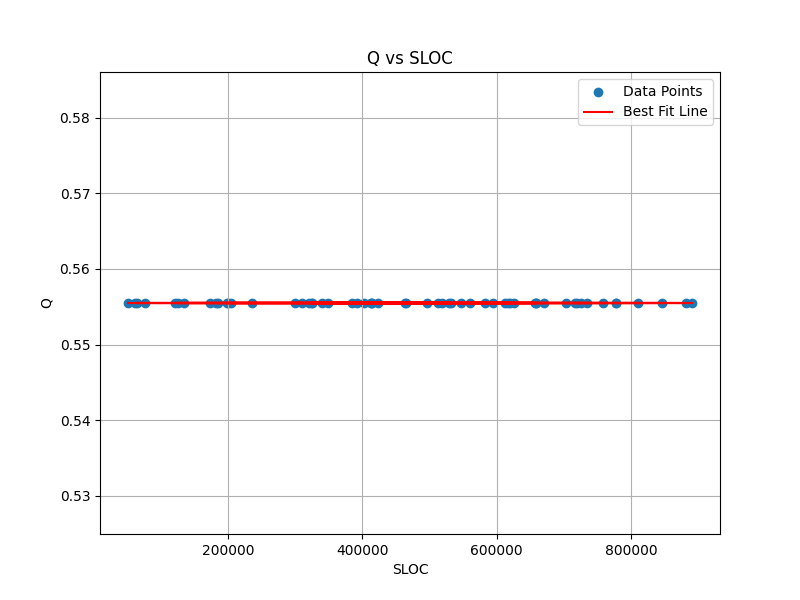 Q vs SLOC
Data Points
Best Fit Line
0.58
0.57
0.56
0.55
0.54
0.53
Q
200000 400000 600000 800000
SLOC